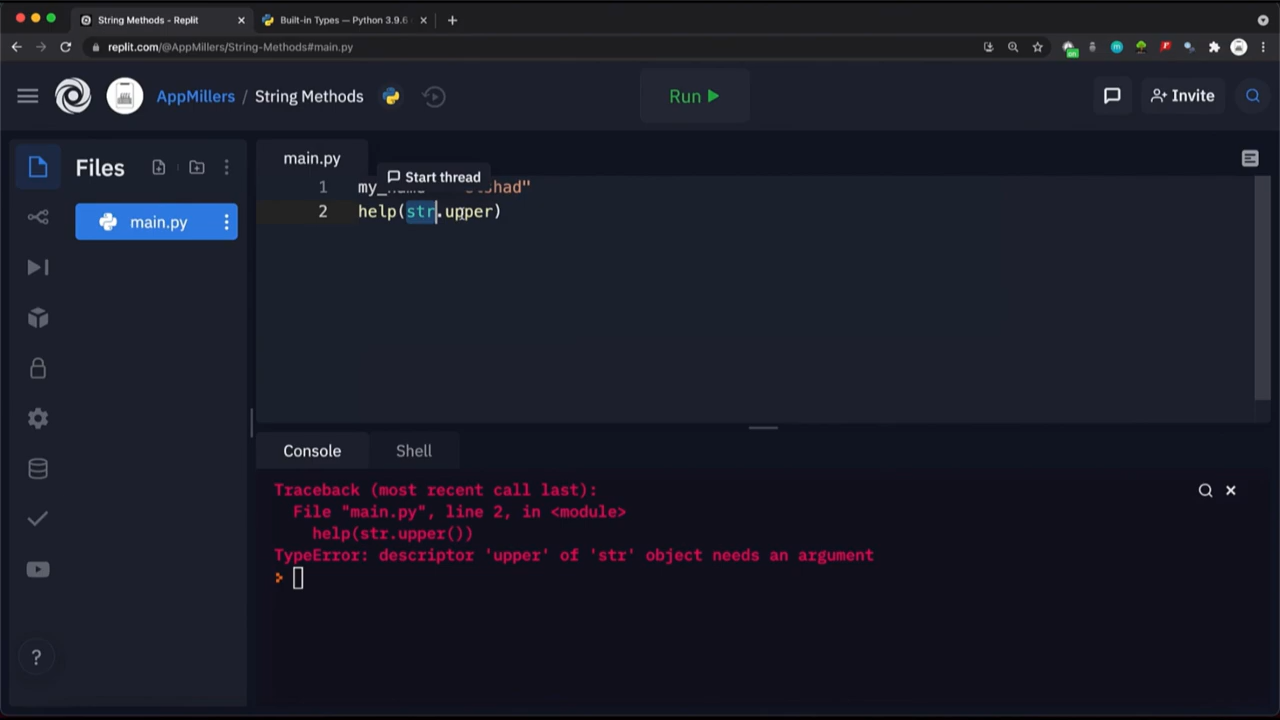 String Methods - Replit
Built-in Types — Python 3.9.6
replit.com/@AppMillers/String-Methods#main.py
AppMillers / String Methods
Run
Invite
Files
main.py
Start thread
1
2 help(str.upper)
main.py
Console
Shell
Traceback (most recent call last):
File "main.py", line 2, in <module>
help(str.upper())
TypeError: descriptor 'upper' of 'str' object needs an argument
>
?